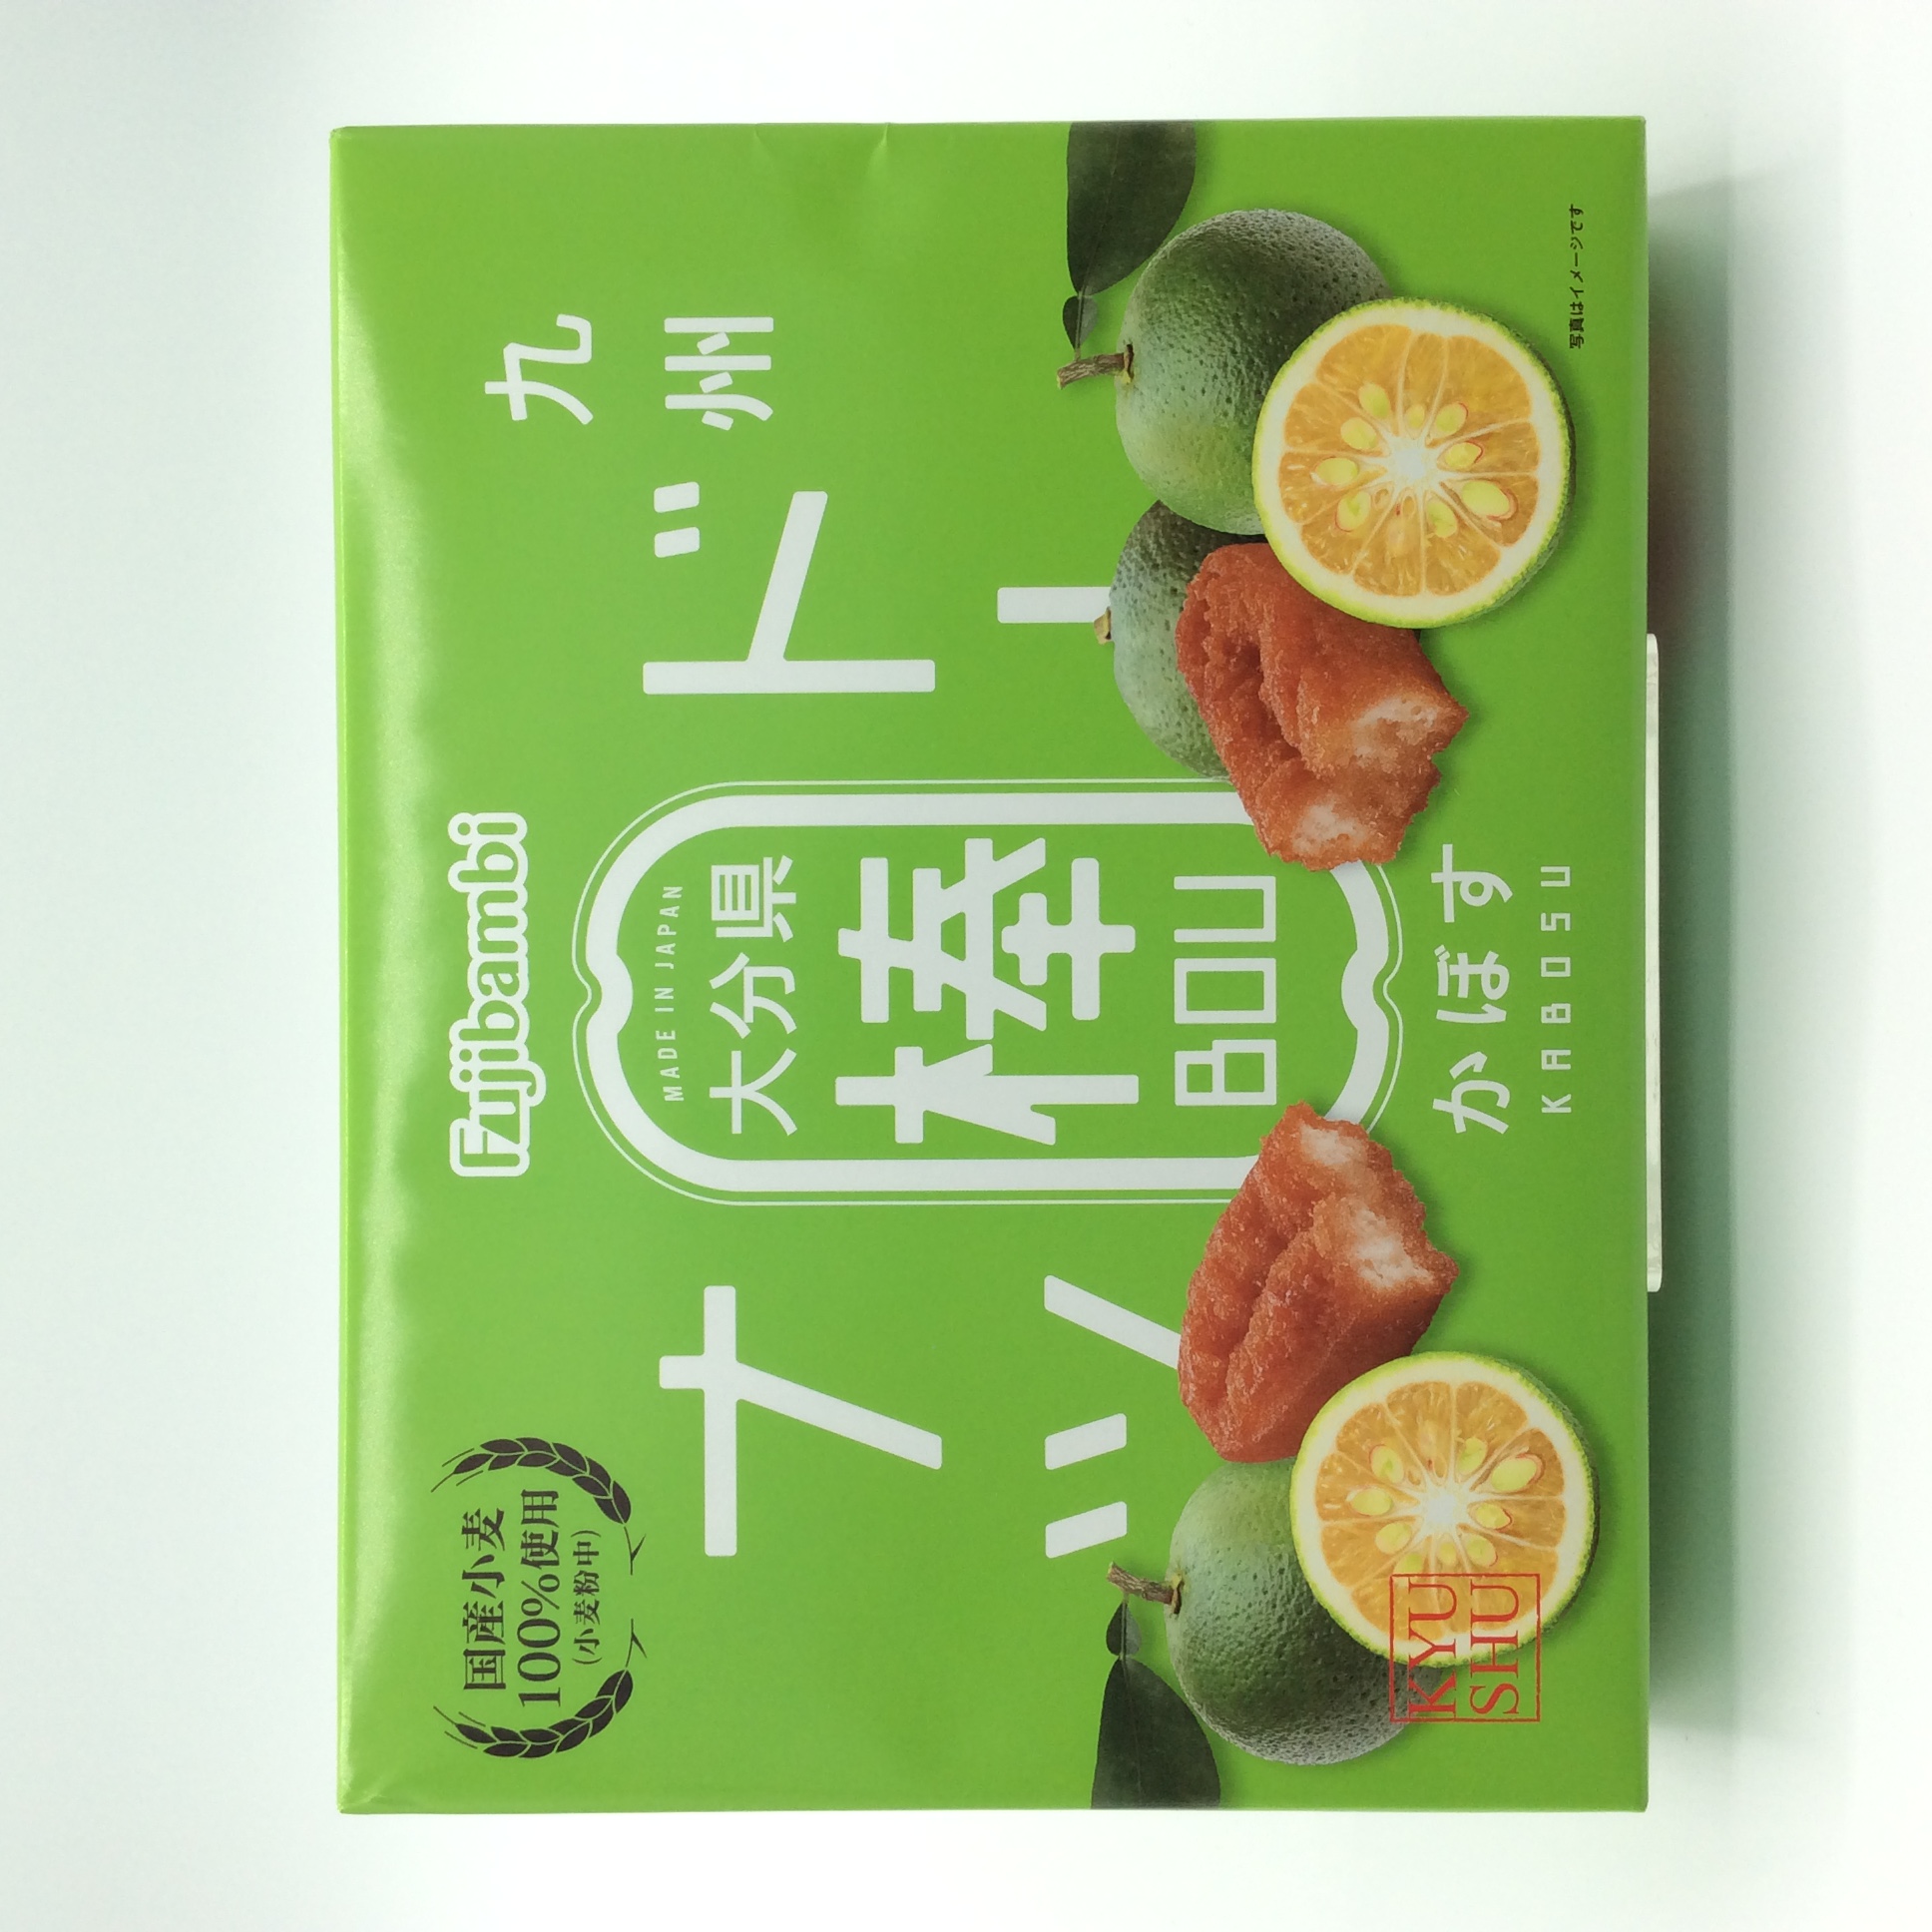 国産小麦
100%使用
(小麦粉中)
Fujibambi
九州
ドー
ナツ
MADE IN JAPAN
大分県
棒
BOU
かぼす
KABOSU
KYU
SHU
写真はイメージです